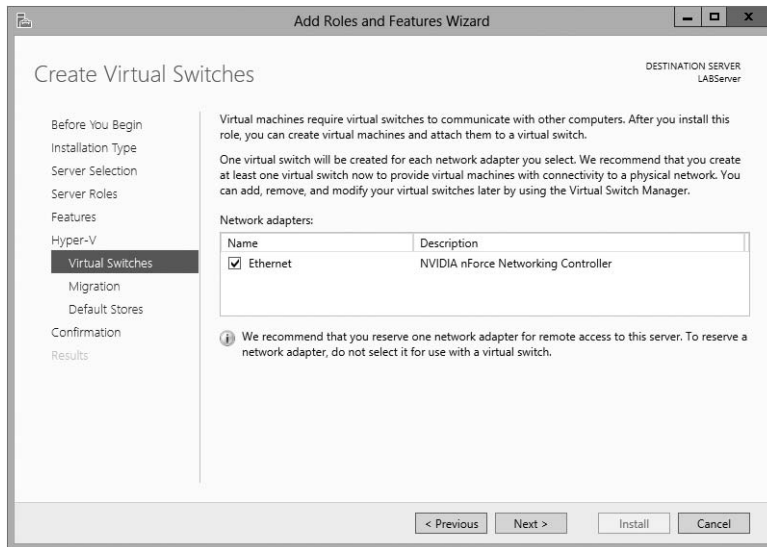 Add Roles and Features Wizard
Create Virtual Switches
DESTINATION SERVER
LABServer
Before You Begin
Installation Type
Server Selection
Server Roles
Features
Hyper-V
Virtual Switches
Migration
Default Stores
Confirmation
Results
Virtual machines require virtual switches to communicate with other computers. After you install this
role, you can create virtual machines and attach them to a virtual switch.
One virtual switch will be created for each network adapter you select. We recommend that you create
at least one virtual switch now to provide virtual machines with connectivity to a physical network. You
can add, remove, and modify your virtual switches later by using the Virtual Switch Manager.
Network adapters:
Name Description
Ethernet NVIDIA nForce Networking Controller
We recommend that you reserve one network adapter for remote access to this server. To reserve a
network adapter, do not select it for use with a virtual switch.
< Previous Next > Install Cancel